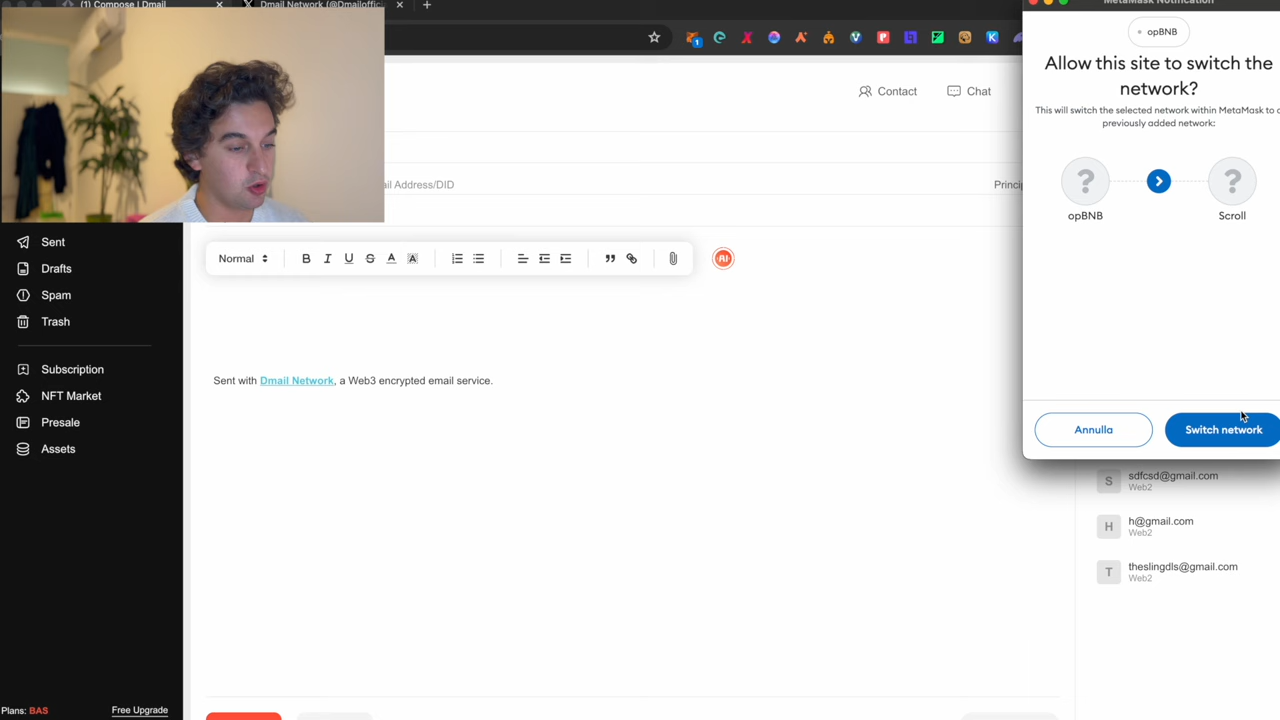 (1) Compose | Dmail
Dmail Network (@Dmailoffic
MetaMask Notification
1
opBNB
Allow this site to switch the
network?
This will switch the selected network within MetaMask to a
previously added network:
opBNB
Scroll
Annulla
Switch network
Contact
Chat
ail Address/DID
Princip
Normal
B I U S A A
AI
Sent
Drafts
Spam
Trash
Subscription
NFT Market
Presale
Assets
Sent with Dmail Network, a Web3 encrypted email service.
S
sdfcsd@gmail.com
Web2
H
h@gmail.com
Web2
T
theslingdls@gmail.com
Web2
Plans: BAS
Free Upgrade